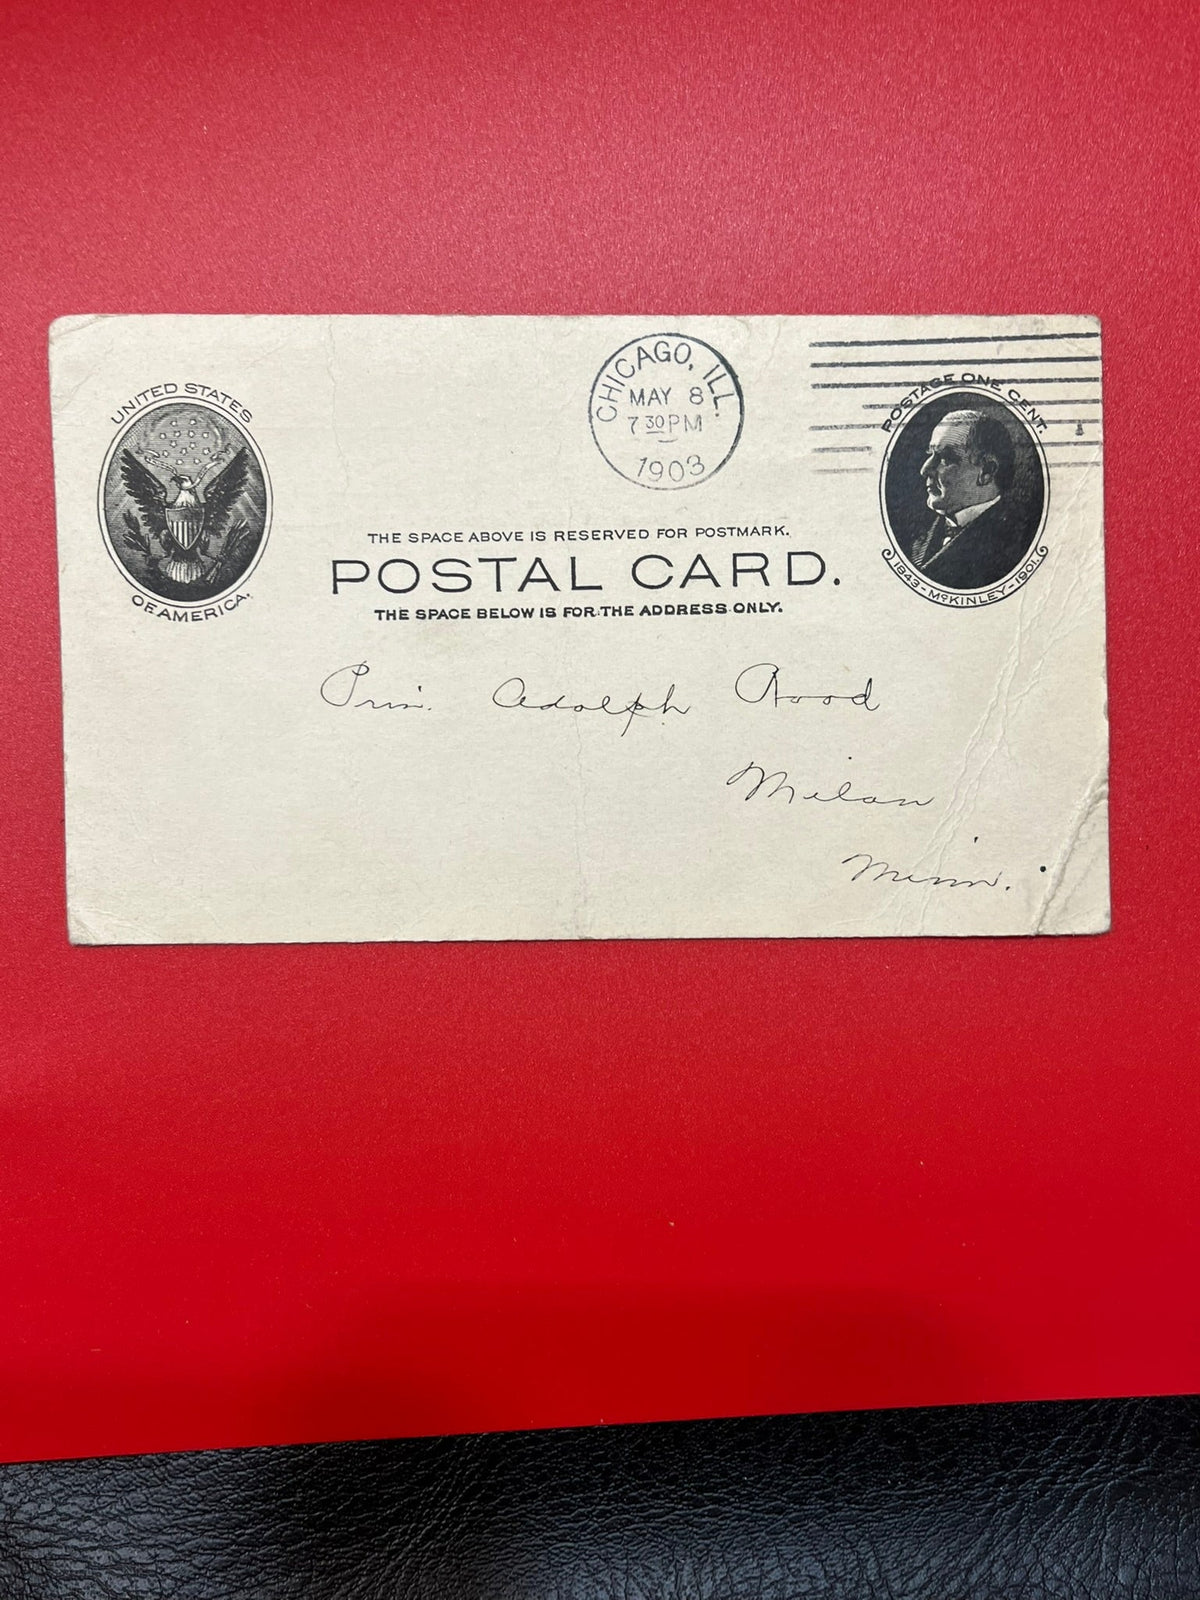 UNITED STATES
OF AMERICA.
CHICAGO, ILL.
MAY 8
7 30 PM
1903
POSTAGE ONE CENT.
1843-McKINLEY-1901.
THE SPACE ABOVE IS RESERVED FOR POSTMARK.
POSTAL CARD.
THE SPACE BELOW IS FOR THE ADDRESS ONLY.
Prin. Adolph Rood
Milan
Minn.